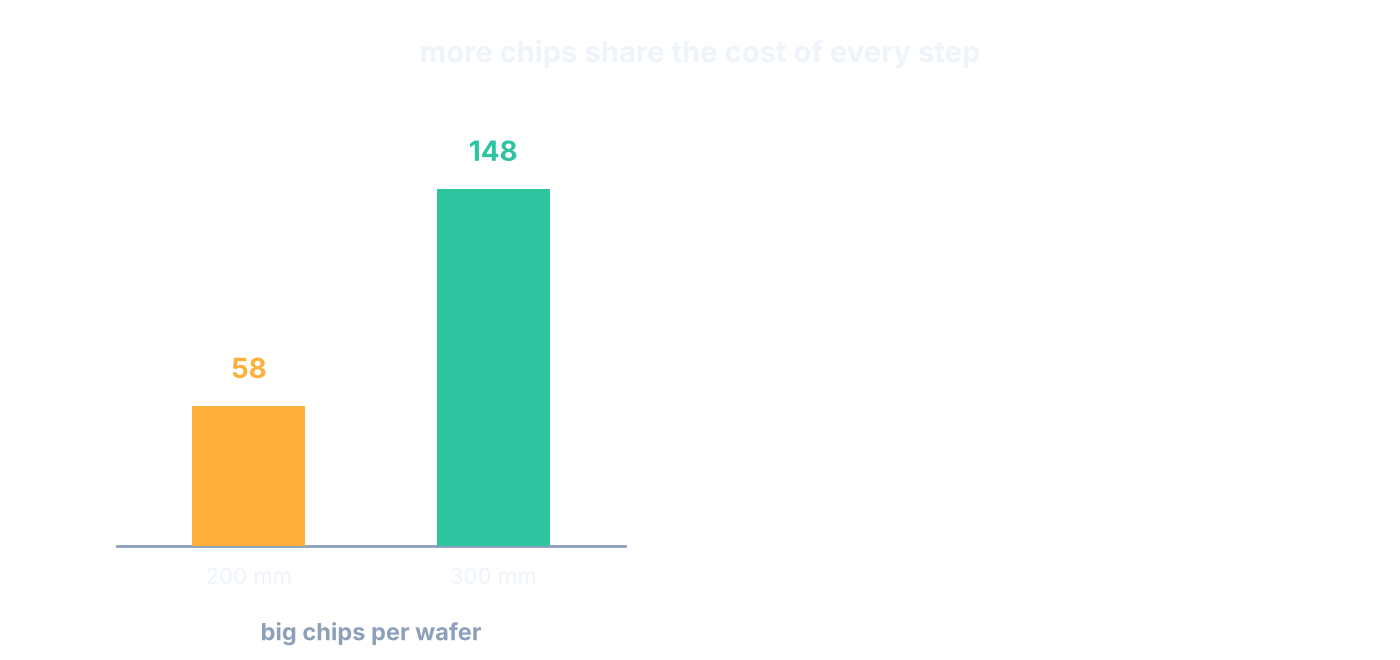 more chips share the cost of every step
148
58
200 mm
300 mm
big chips per wafer